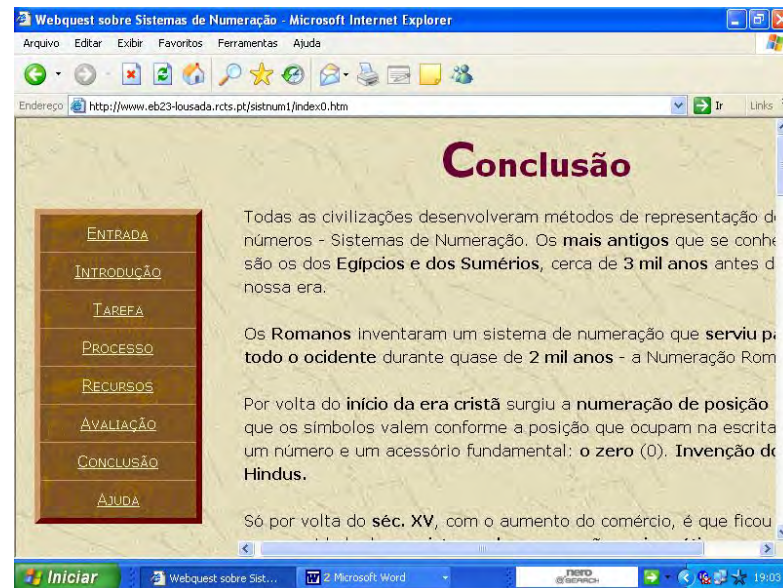 Webquest sobre Sistemas de Numeração - Microsoft Internet Explorer
Arquivo Editar Exibir Favoritos Ferramentas Ajuda
Endereço http://www.eb23-lousada.rcts.pt/sistnum1/index0.htm Ir Links
Conclusão
ENTRADA
INTRODUÇÃO
TAREFA
PROCESSO
RECURSOS
AVALIAÇÃO
CONCLUSÃO
AJUDA
Todas as civilizações desenvolveram métodos de representação d
números - Sistemas de Numeração. Os mais antigos que se conhe
são os dos Egípcios e dos Sumérios, cerca de 3 mil anos antes d
nossa era.
Os Romanos inventaram um sistema de numeração que serviu pa
todo o ocidente durante quase de 2 mil anos - a Numeração Rom
Por volta do início da era cristã surgiu a numeração de posição
que os símbolos valem conforme a posição que ocupam na escrita
um número e um acessório fundamental: o zero (0). Invenção do
Hindus.
Só por volta do séc. XV, com o aumento do comércio, é que ficou
Iniciar Webquest sobre Sist... 2 Microsoft Word nero SEARCH 19:03